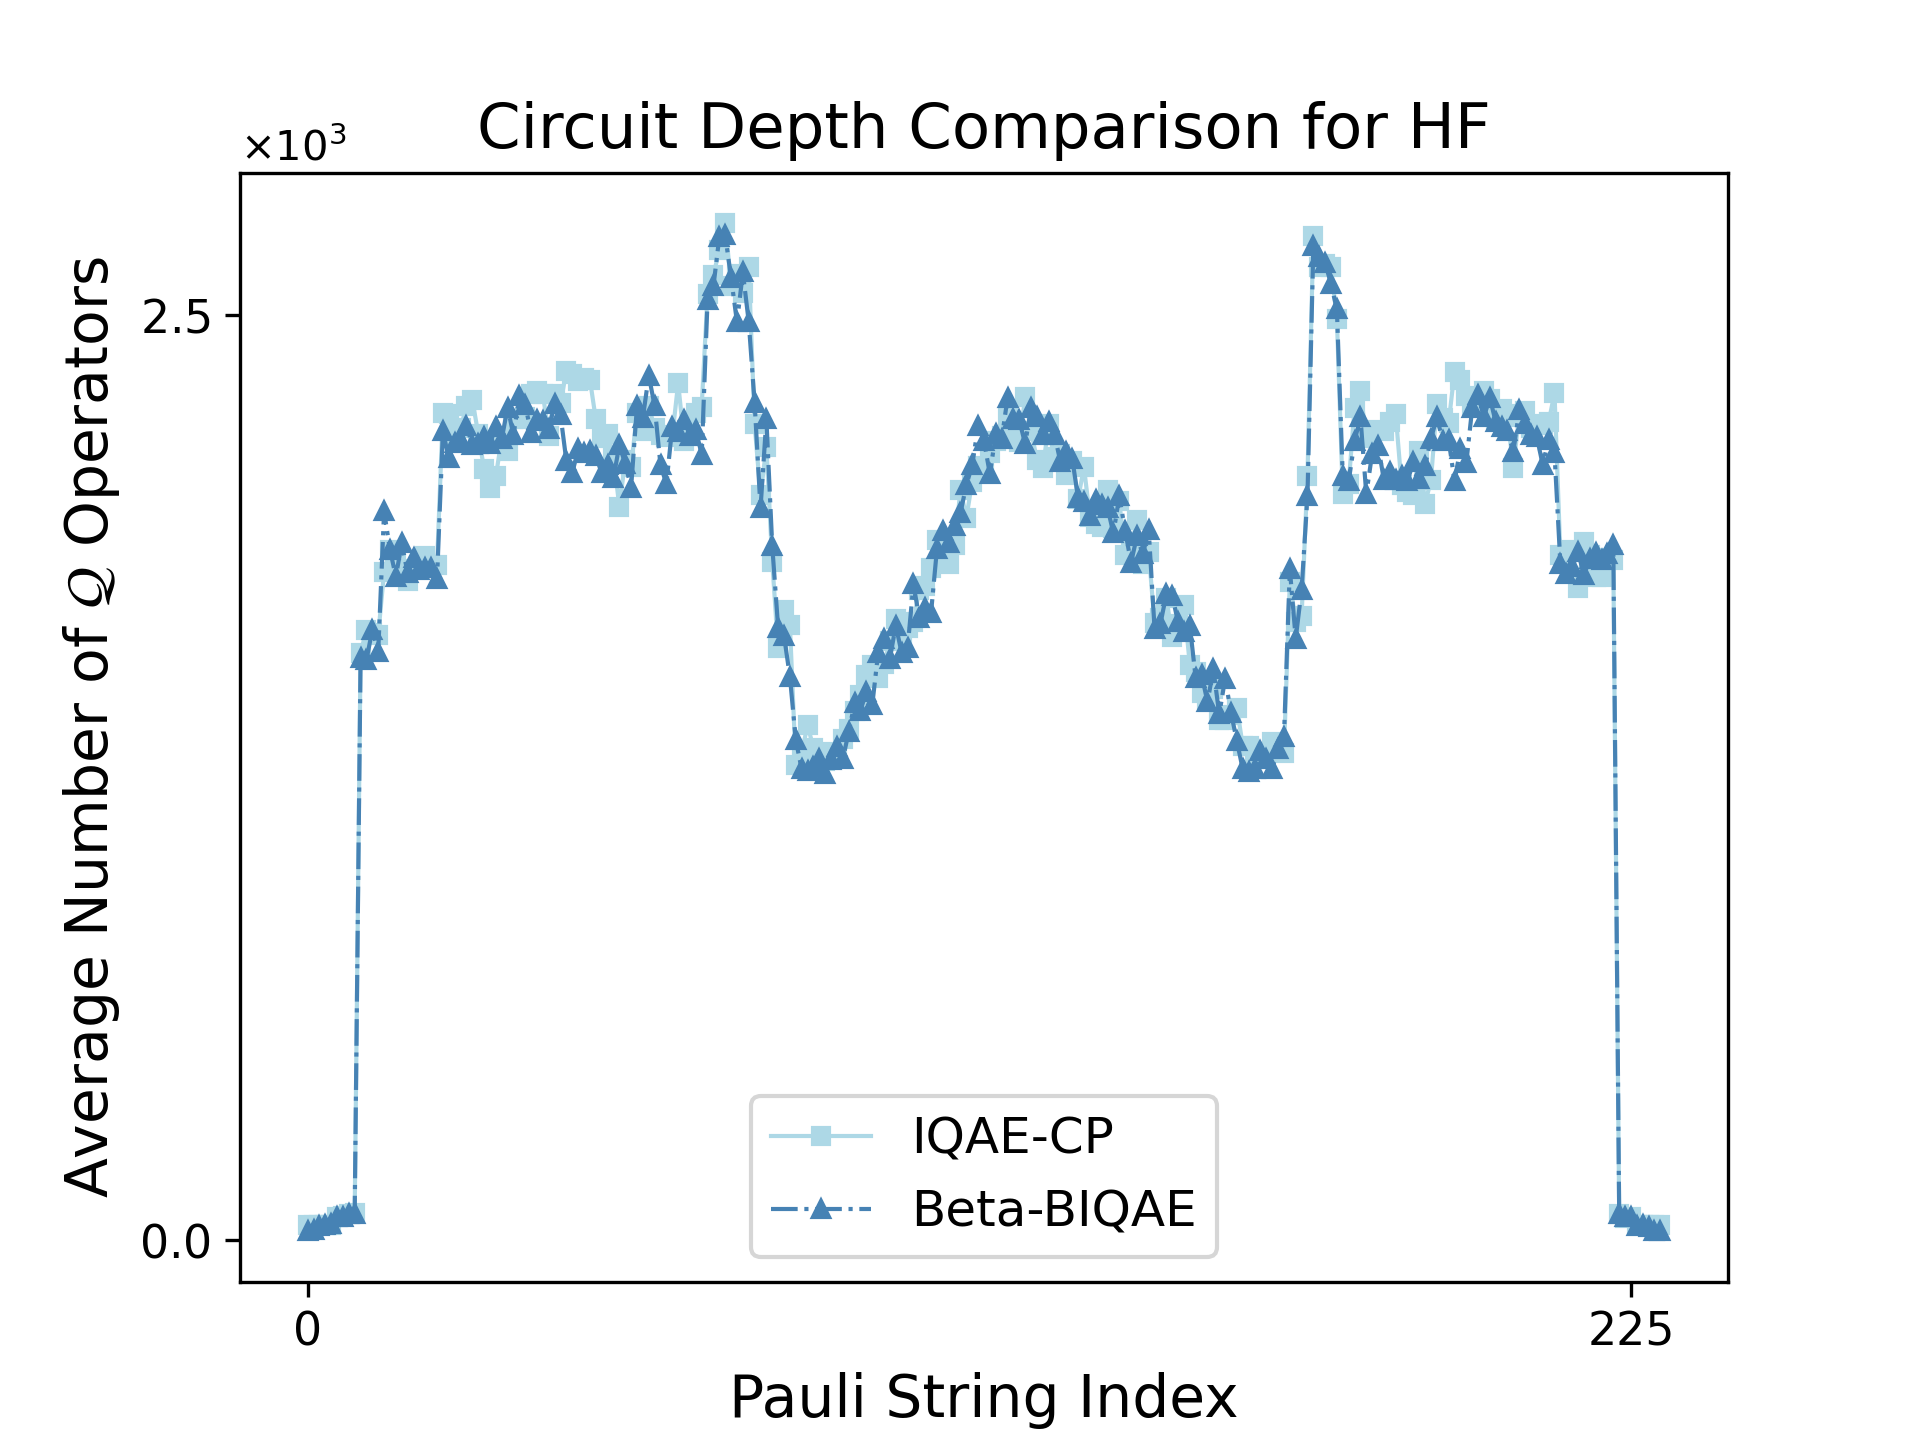 Circuit Depth Comparison for HF
×10³
Average Number of 𝒬 Operators
2.5
0.0
IQAE-CP
Beta-BIQAE
0
225
Pauli String Index